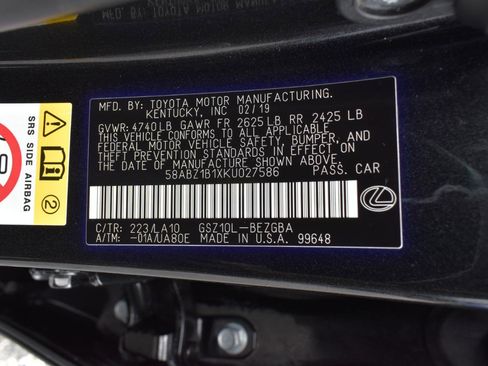 MFD. BY: TOYOTA MOTOR MANUFACTURING.
KENTUCKY, INC 02/19
GVWR: 4740LB GAWR FR 2625 LB RR 2425 LB
THIS VEHICLE CONFORMS TO ALL APPLICABLE
FEDERAL MOTOR VEHICLE SAFETY, BUMPER, AND
THEFT PREVENTION STANDARDS IN EFFECT ON
THE DATE OF MANUFACTURE SHOWN ABOVE.
58ABZ1B1XKU027586 PASS. CAR
C/TR: 223/LA10 GSZ10L-BEZGBA
A/TM: -01A/UA80E MADE IN U.S.A. 99648
SRS SIDE AIRBAG
2